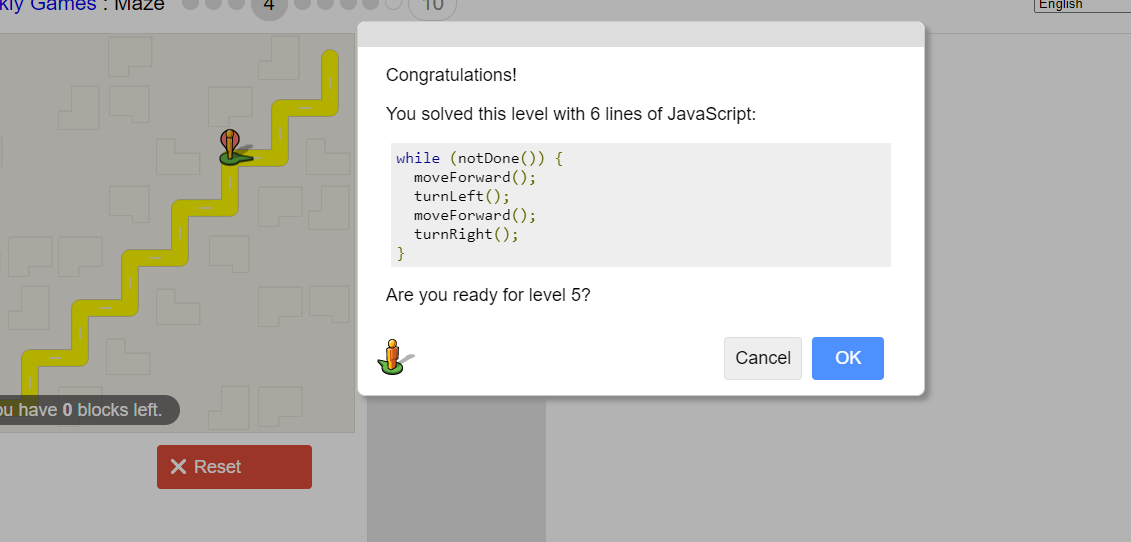 kly Games : Maze 4 10
English
Congratulations!
You solved this level with 6 lines of JavaScript:
while (notDone()) {
moveForward();
turnLeft();
moveForward();
turnRight();
}
Are you ready for level 5?
Cancel OK
ou have 0 blocks left.
Reset